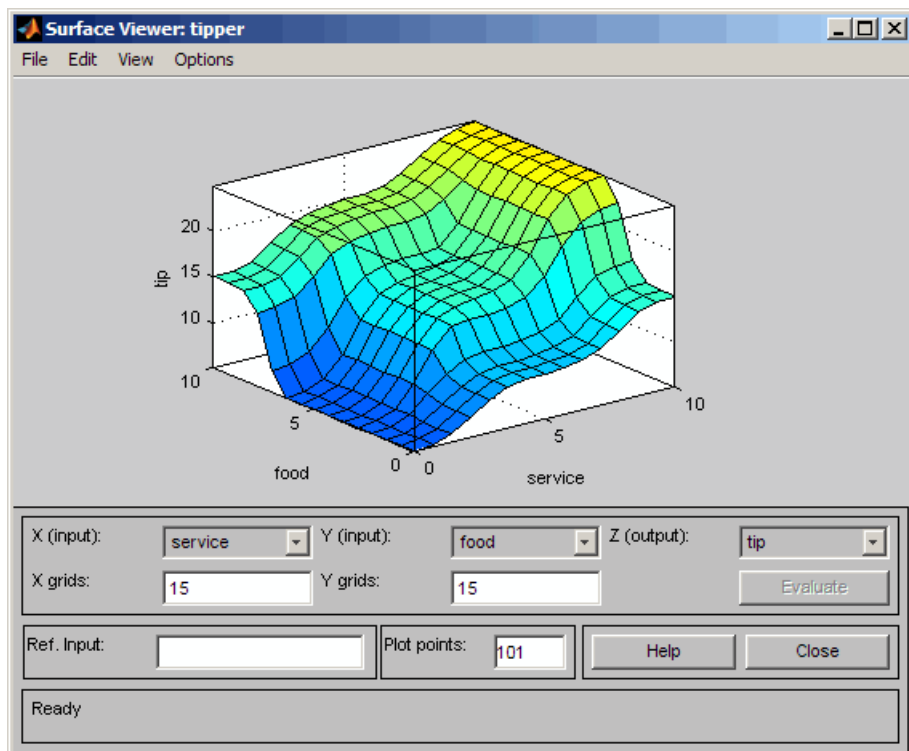 Surface Viewer: tipper
File Edit View Options
20
15
10
tip
10
5
0
food
0
5
10
service
X (input): service Y (input): food Z (output): tip
X grids: 15 Y grids: 15 Evaluate
Ref. Input: Plot points: 101 Help Close
Ready